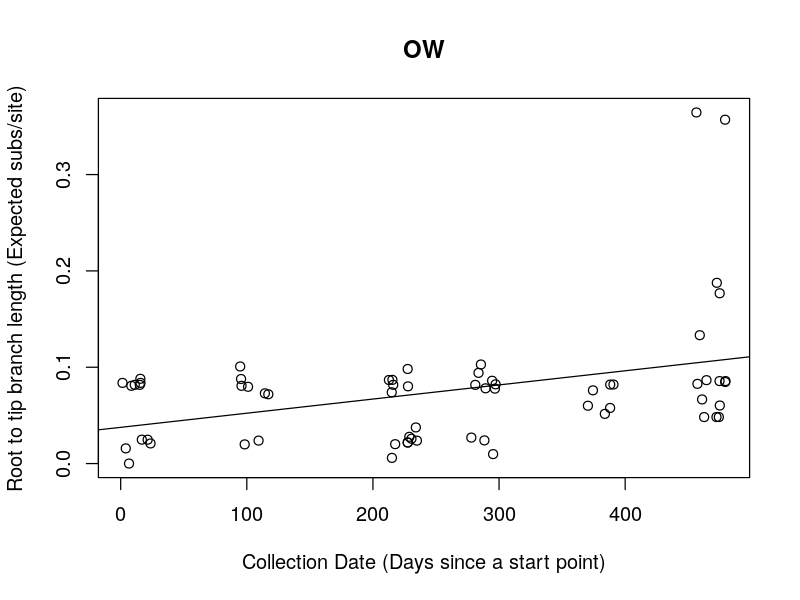 OW
Root to tip branch length (Expected subs/site)
0.3
0.2
0.1
0.0
0 100 200 300 400
Collection Date (Days since a start point)